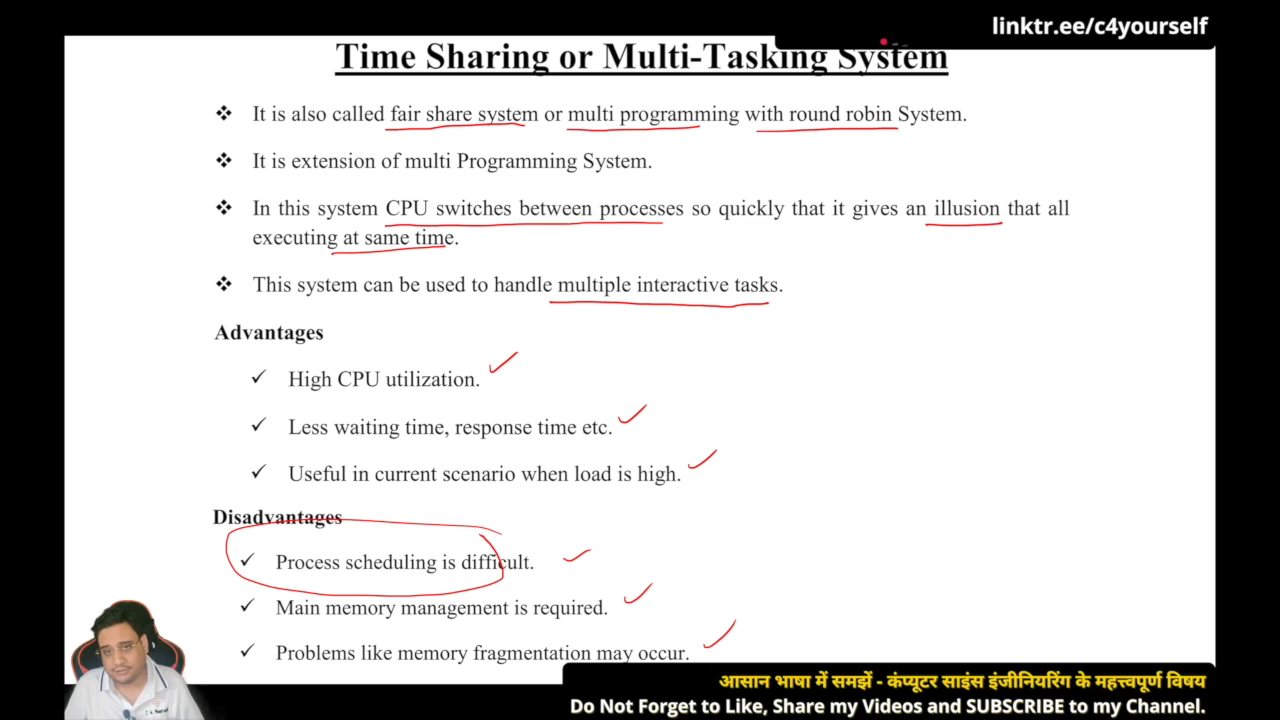 linktr.ee/c4yourself
Time Sharing or Multi-Tasking System
❖ It is also called fair share system or multi programming with round robin System.
❖ It is extension of multi Programming System.
❖ In this system CPU switches between processes so quickly that it gives an illusion that all
executing at same time.
❖ This system can be used to handle multiple interactive tasks.
Advantages
✓ High CPU utilization.
✓ Less waiting time, response time etc.
✓ Useful in current scenario when load is high.
Disadvantages
✓ Process scheduling is difficult.
✓ Main memory management is required.
✓ Problems like memory fragmentation may occur.
आसान भाषा में समझें - कंप्यूटर साइंस इंजीनियरिंग के महत्त्वपूर्ण विषय
Do Not Forget to Like, Share my Videos and SUBSCRIBE to my Channel.